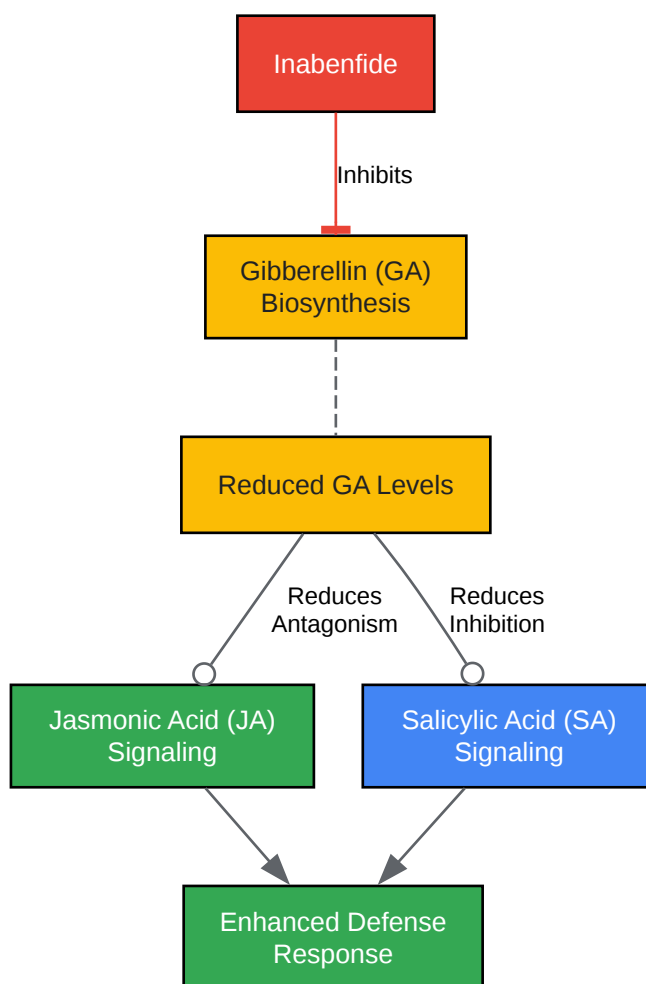 Inabenfide
Inhibits
Gibberellin (GA)
Biosynthesis
Reduced GA Levels
Reduces
Antagonism
Reduces
Inhibition
Jasmonic Acid (JA)
Signaling
Salicylic Acid (SA)
Signaling
Enhanced Defense
Response